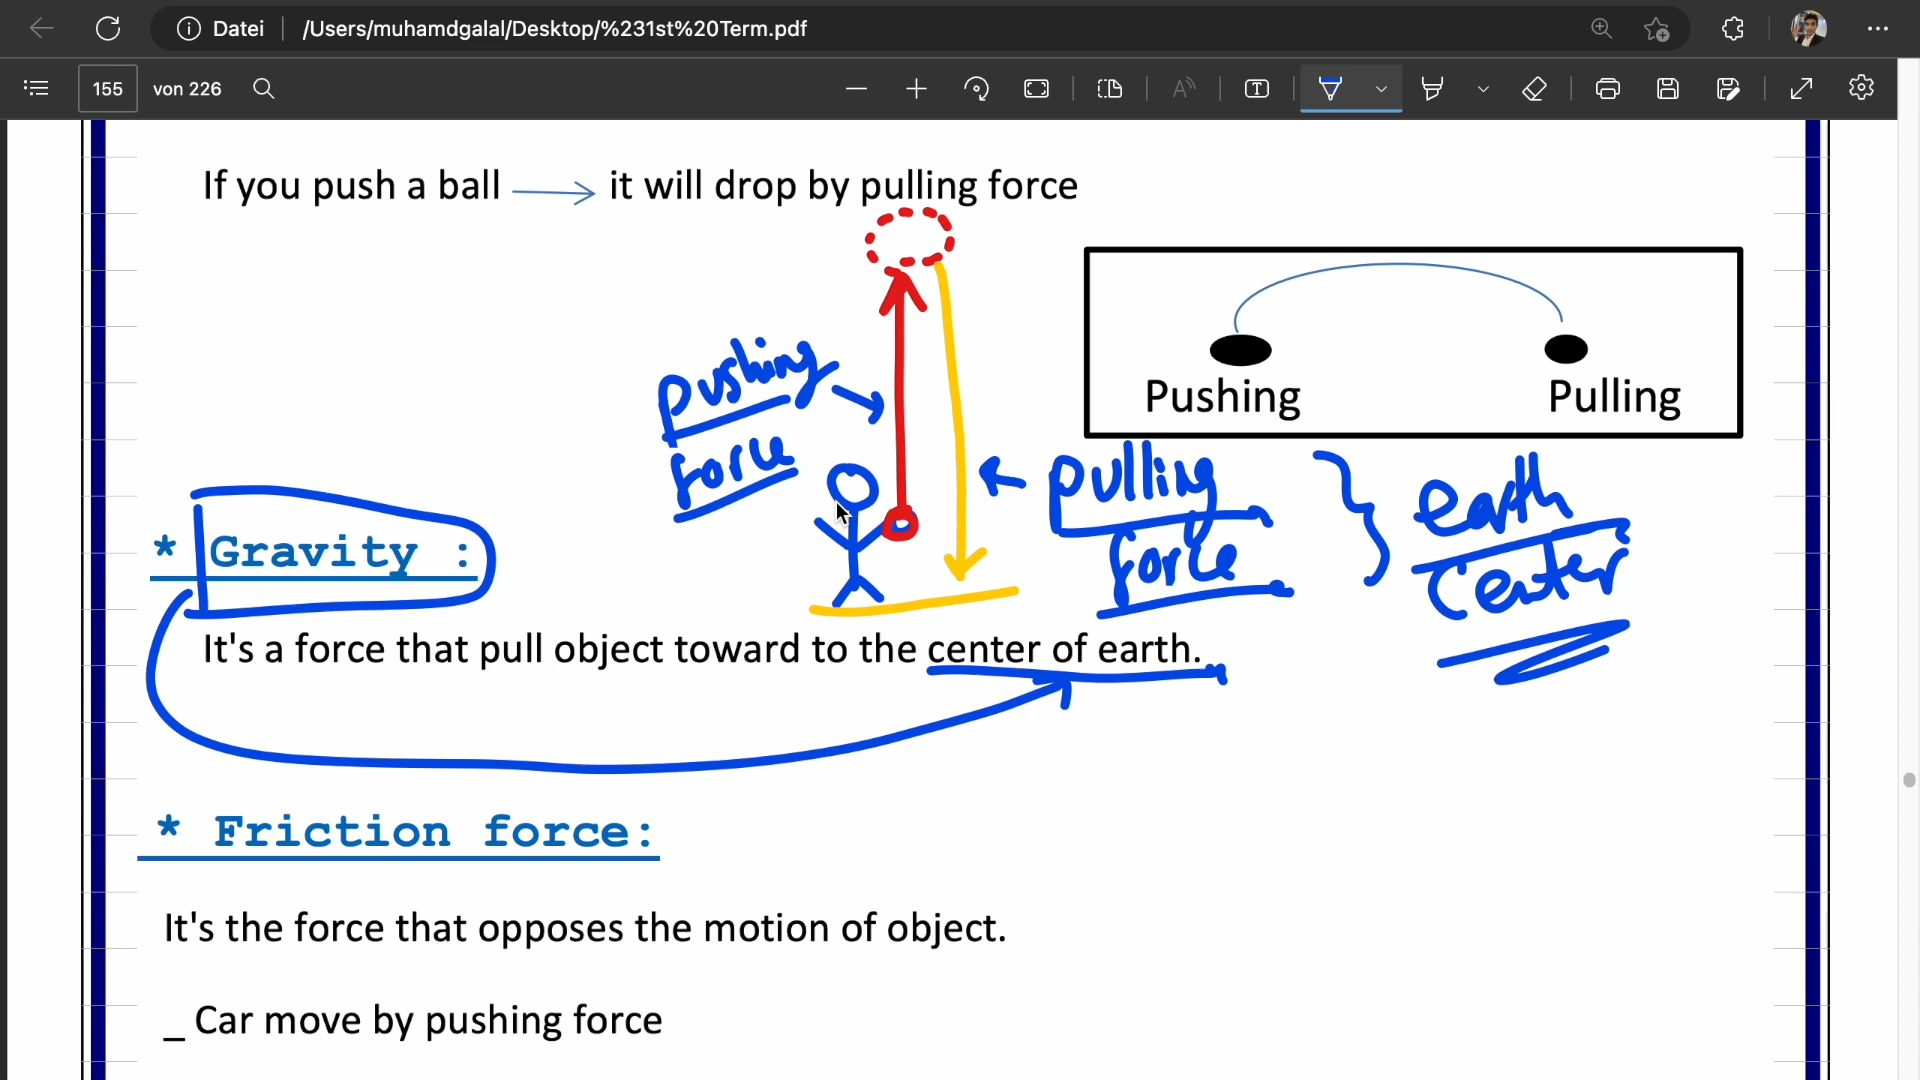 Datei /Users/muhamdgalal/Desktop/%231st%20Term.pdf
155 von 226
If you push a ball it will drop by pulling force
pushing
force
Pushing Pulling
pulling
force
earth
center
* Gravity :
It's a force that pull object toward to the center of earth.
* Friction force:
It's the force that opposes the motion of object.
_ Car move by pushing force